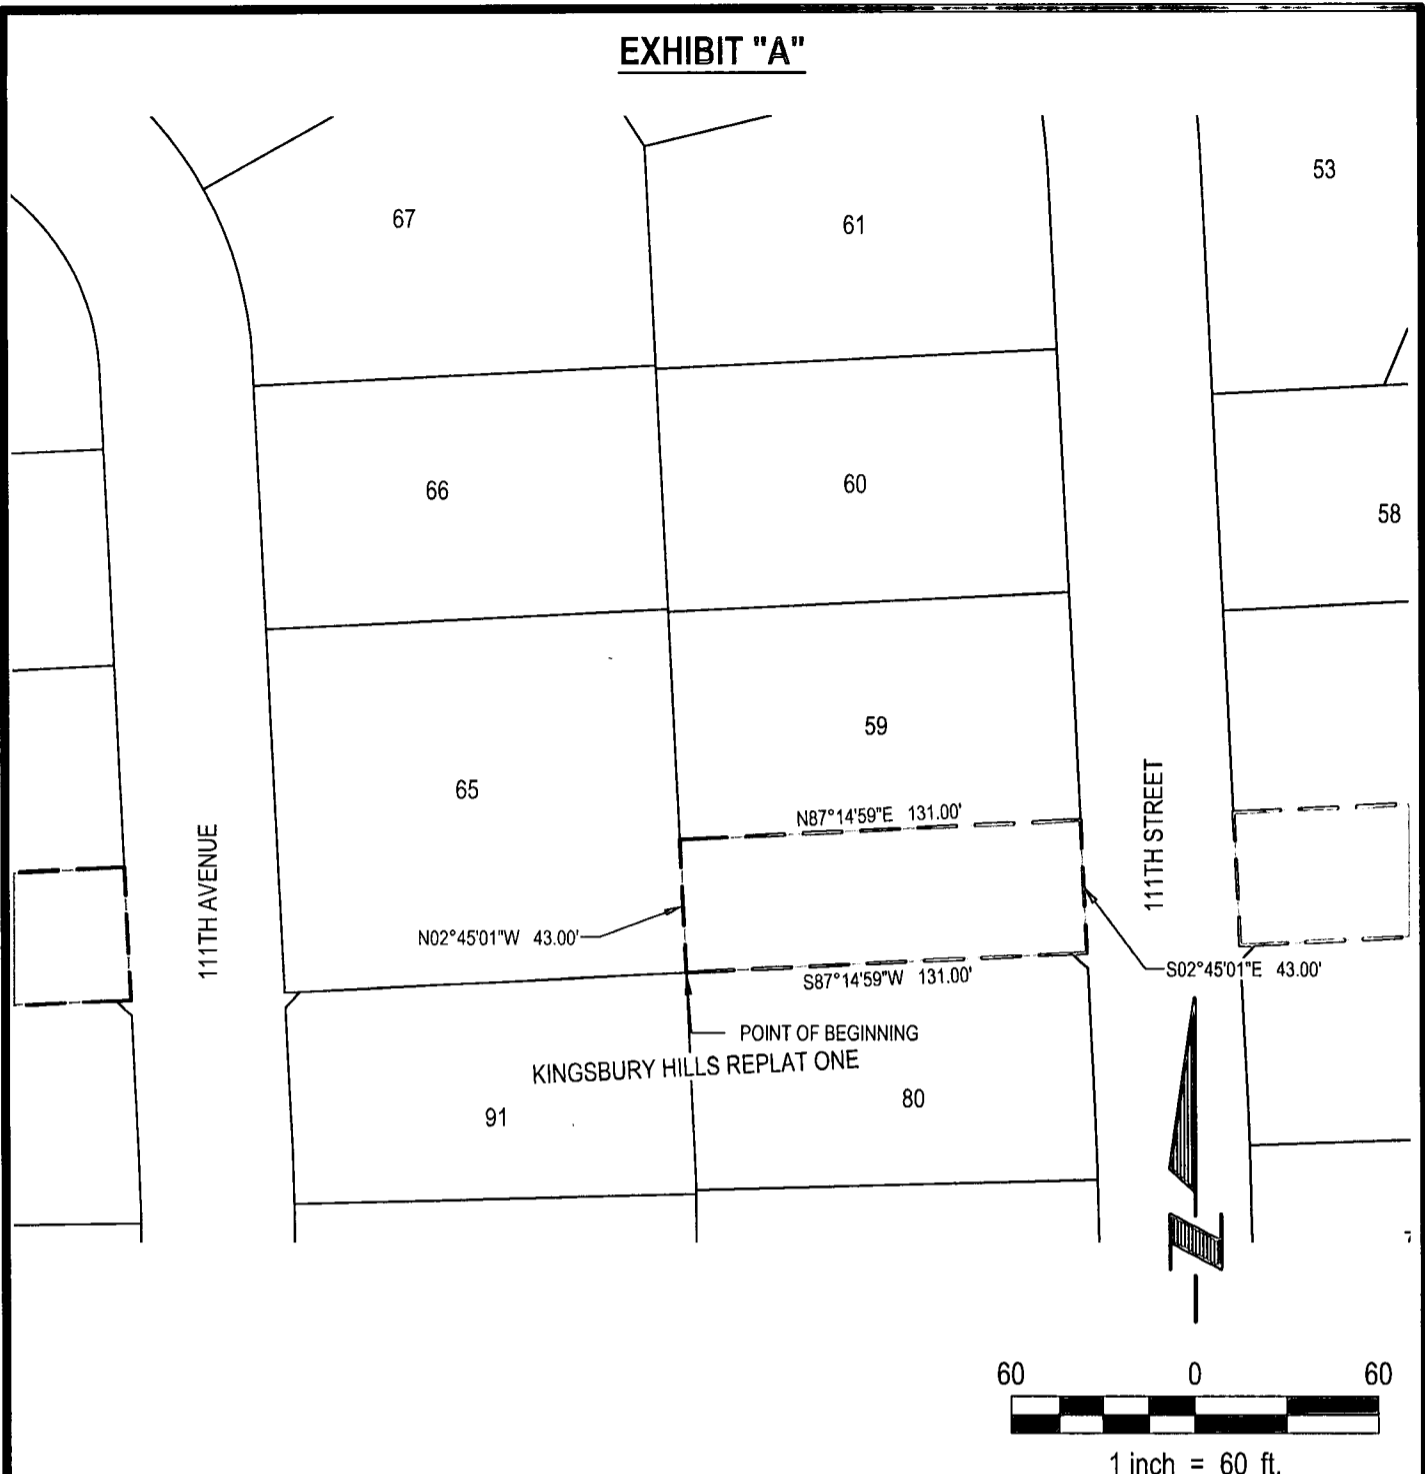 EXHIBIT "A"
53
67
61
66
60
58
59
65
N87°14'59"E 131.00'
111TH STREET
111TH AVENUE
N02°45'01"W 43.00'
S02°45'01"E 43.00'
S87°14'59"W 131.00'
POINT OF BEGINNING
KINGSBURY HILLS REPLAT ONE
91
80
N
60 0 60
1 inch = 60 ft.